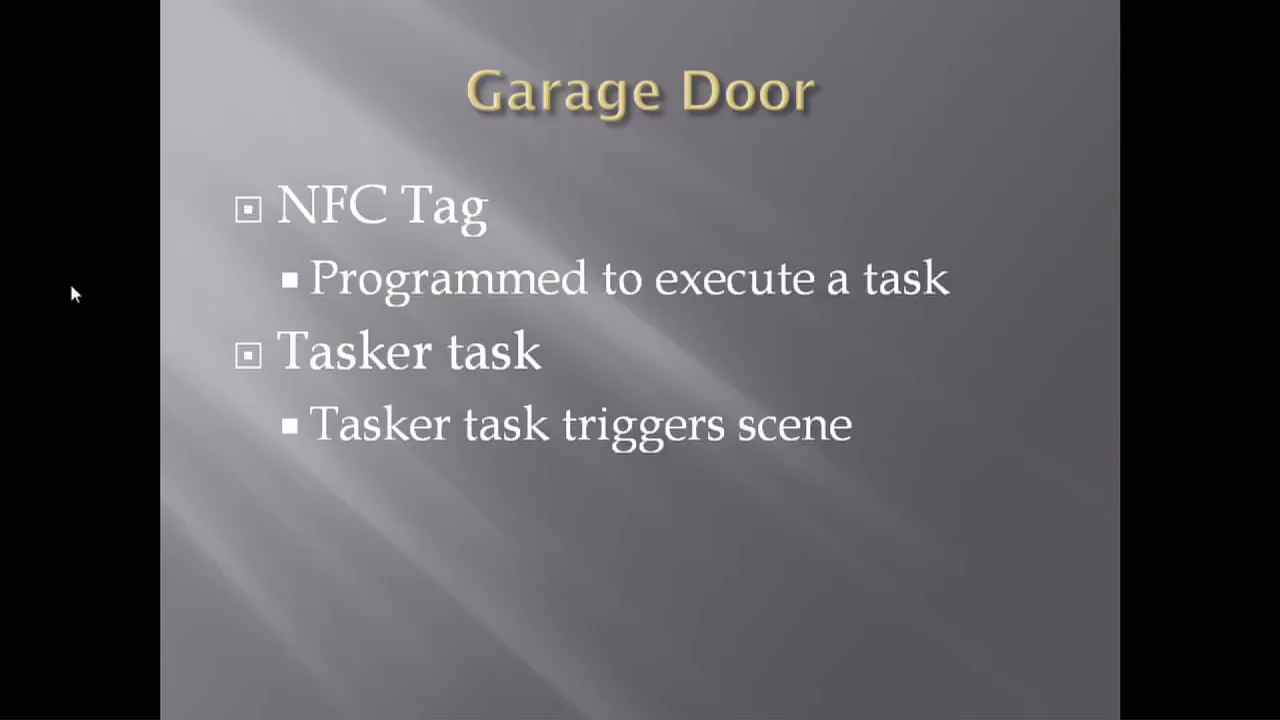 Garage Door
NFC Tag
Programmed to execute a task
Tasker task
Tasker task triggers scene